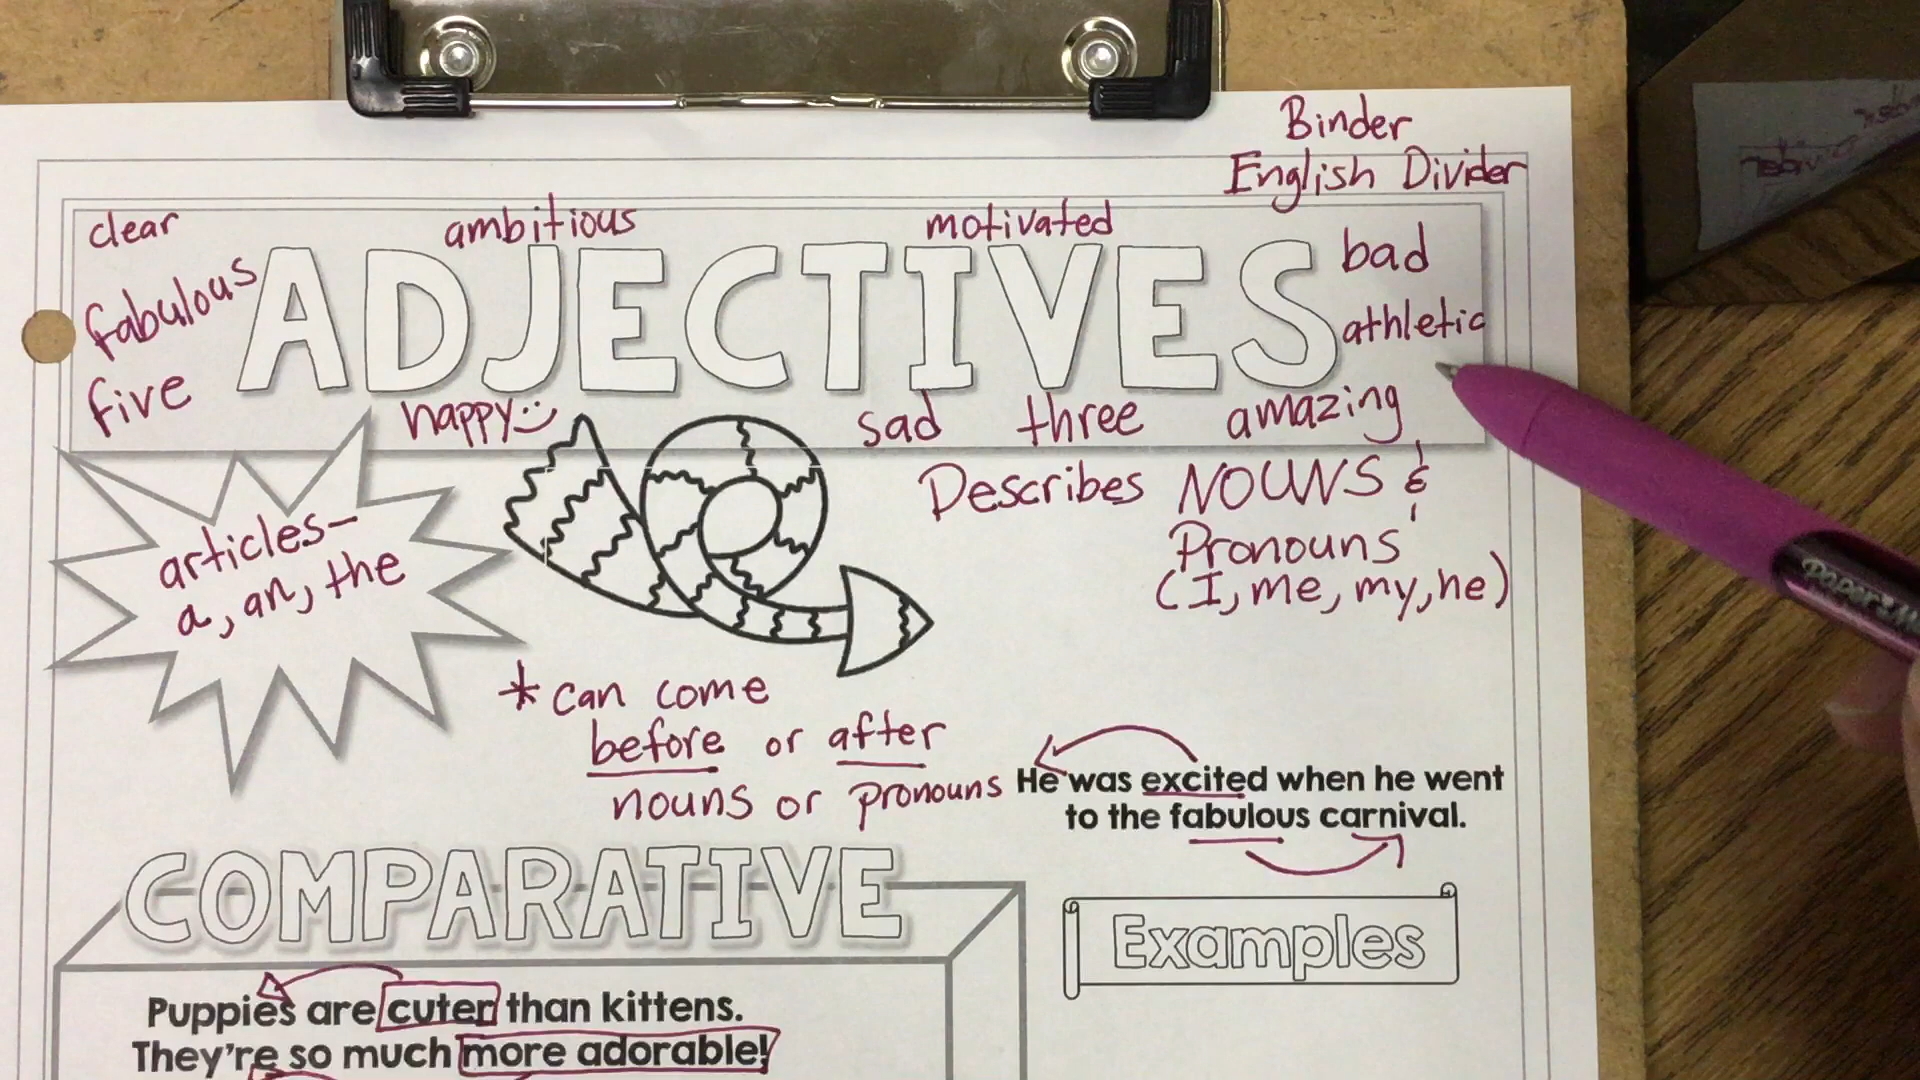 Binder
English Divider
clear
ambitious
motivated
bad
fabulous
ADJECTIVES
athletic
five
happy
sad
three
amazing
Describes NOUNS &
Pronouns
(I, me, my, he)
articles-
a, an, the
* can come
before or after
nouns or pronouns
He was excited when he went
to the fabulous carnival.
COMPARATIVE
Examples
Puppies are cuter than kittens.
They're so much more adorable!